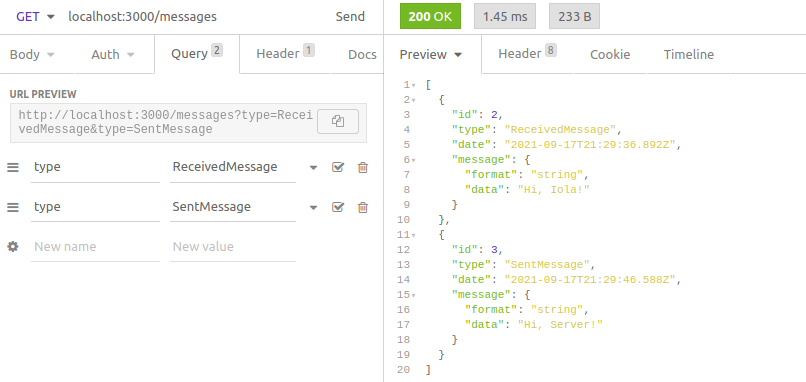 GET localhost:3000/messages Send
Body Auth Query 2 Header 1 Docs
URL PREVIEW
http://localhost:3000/messages?type=Recei
vedMessage&type=SentMessage
type ReceivedMessage
type SentMessage
New name New value
200 OK 1.45 ms 233 B
Preview Header 8 Cookie Timeline
1 [
2 {
3 "id": 2,
4 "type": "ReceivedMessage",
5 "date": "2021-09-17T21:29:36.892Z",
6 "message": {
7 "format": "string",
8 "data": "Hi, Iola!"
9 }
10 },
11 {
12 "id": 3,
13 "type": "SentMessage",
14 "date": "2021-09-17T21:29:46.588Z",
15 "message": {
16 "format": "string",
17 "data": "Hi, Server!"
18 }
19 }
20 ]